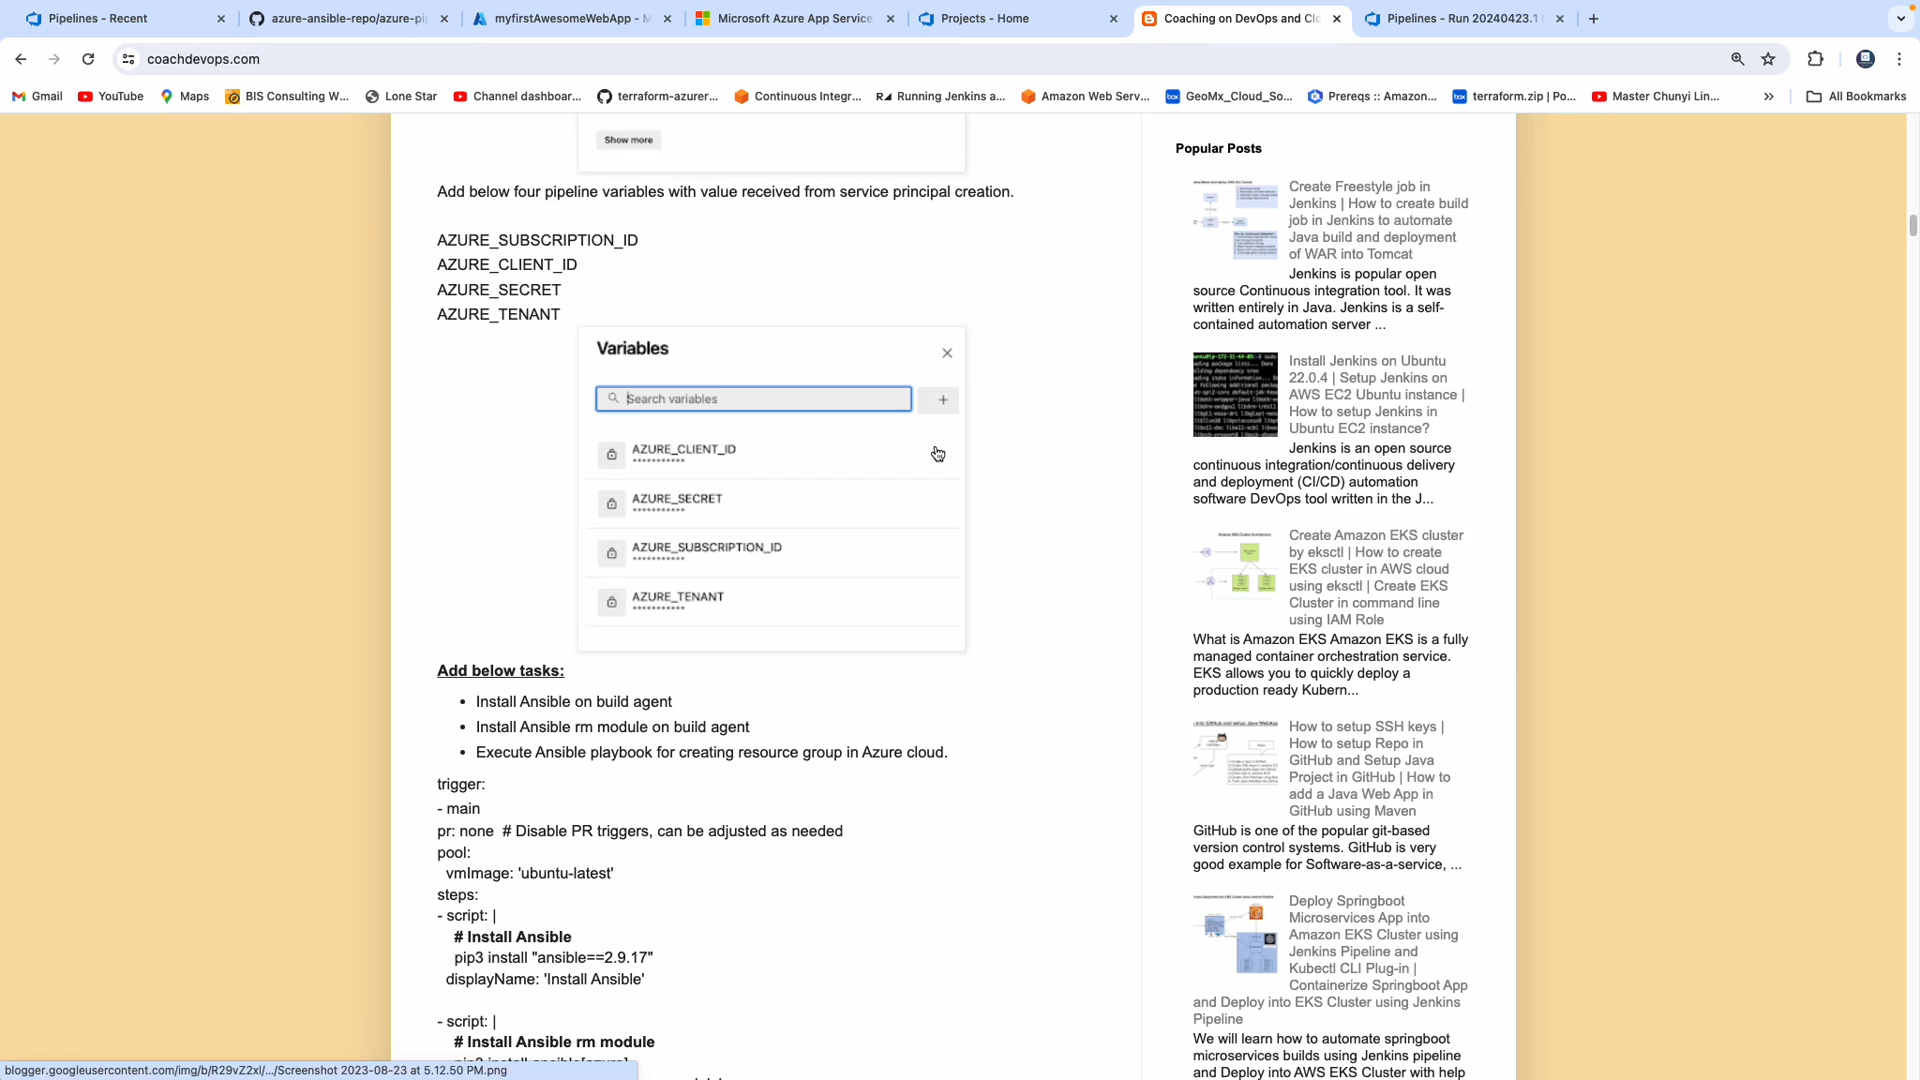 Pipelines - Recent
azure-ansible-repo/azure-pi
myfirstAwesomeWebApp - M
Microsoft Azure App Service
Projects - Home
Coaching on DevOps and Clo
Pipelines - Run 20240423.1
coachdevops.com
Gmail
YouTube
Maps
BIS Consulting W...
Lone Star
Channel dashboar...
terraform-azurer...
Continuous Integr...
Running Jenkins a...
Amazon Web Serv...
GeoMx_Cloud_So...
Prereqs :: Amazon...
terraform.zip | Po...
Master Chunyi Lin...
All Bookmarks
Show more
Add below four pipeline variables with value received from service principal creation.
AZURE_SUBSCRIPTION_ID
AZURE_CLIENT_ID
AZURE_SECRET
AZURE_TENANT
Variables
Search variables
AZURE_CLIENT_ID
***********
AZURE_SECRET
***********
AZURE_SUBSCRIPTION_ID
***********
AZURE_TENANT
***********
Add below tasks:
• Install Ansible on build agent
• Install Ansible rm module on build agent
• Execute Ansible playbook for creating resource group in Azure cloud.
trigger:
- main
pr: none # Disable PR triggers, can be adjusted as needed
pool:
vmImage: 'ubuntu-latest'
steps:
- script: |
# Install Ansible
pip3 install "ansible==2.9.17"
displayName: 'Install Ansible'
- script: |
# Install Ansible rm module
pip3 install ansible[azure]
Popular Posts
Create Freestyle job in
Jenkins | How to create build
job in Jenkins to automate
Java build and deployment
of WAR into Tomcat
Jenkins is popular open
source Continuous integration tool. It was
written entirely in Java. Jenkins is a self-
contained automation server ...
Install Jenkins on Ubuntu
22.0.4 | Setup Jenkins on
AWS EC2 Ubuntu instance |
How to setup Jenkins in
Ubuntu EC2 instance?
Jenkins is an open source
continuous integration/continuous delivery
and deployment (CI/CD) automation
software DevOps tool written in the J...
Create Amazon EKS cluster
by eksctl | How to create
EKS cluster in AWS cloud
using eksctl | Create EKS
Cluster in command line
using IAM Role
What is Amazon EKS Amazon EKS is a fully
managed container orchestration service.
EKS allows you to quickly deploy a
production ready Kubern...
How to setup SSH keys |
How to setup Repo in
GitHub and Setup Java
Project in GitHub | How to
add a Java Web App in
GitHub using Maven
GitHub is one of the popular git-based
version control systems. GitHub is very
good example for Software-as-a-service, ...
Deploy Springboot
Microservices App into
Amazon EKS Cluster using
Jenkins Pipeline and
Kubectl CLI Plug-in |
Containerize Springboot App
and Deploy into EKS Cluster using Jenkins
Pipeline
We will learn how to automate springboot
microservices builds using Jenkins pipeline
and Deploy into AWS EKS Cluster with help
blogger.googleusercontent.com/img/b/R29vZ2xl/.../Screenshot 2023-08-23 at 5.12.50 PM.png